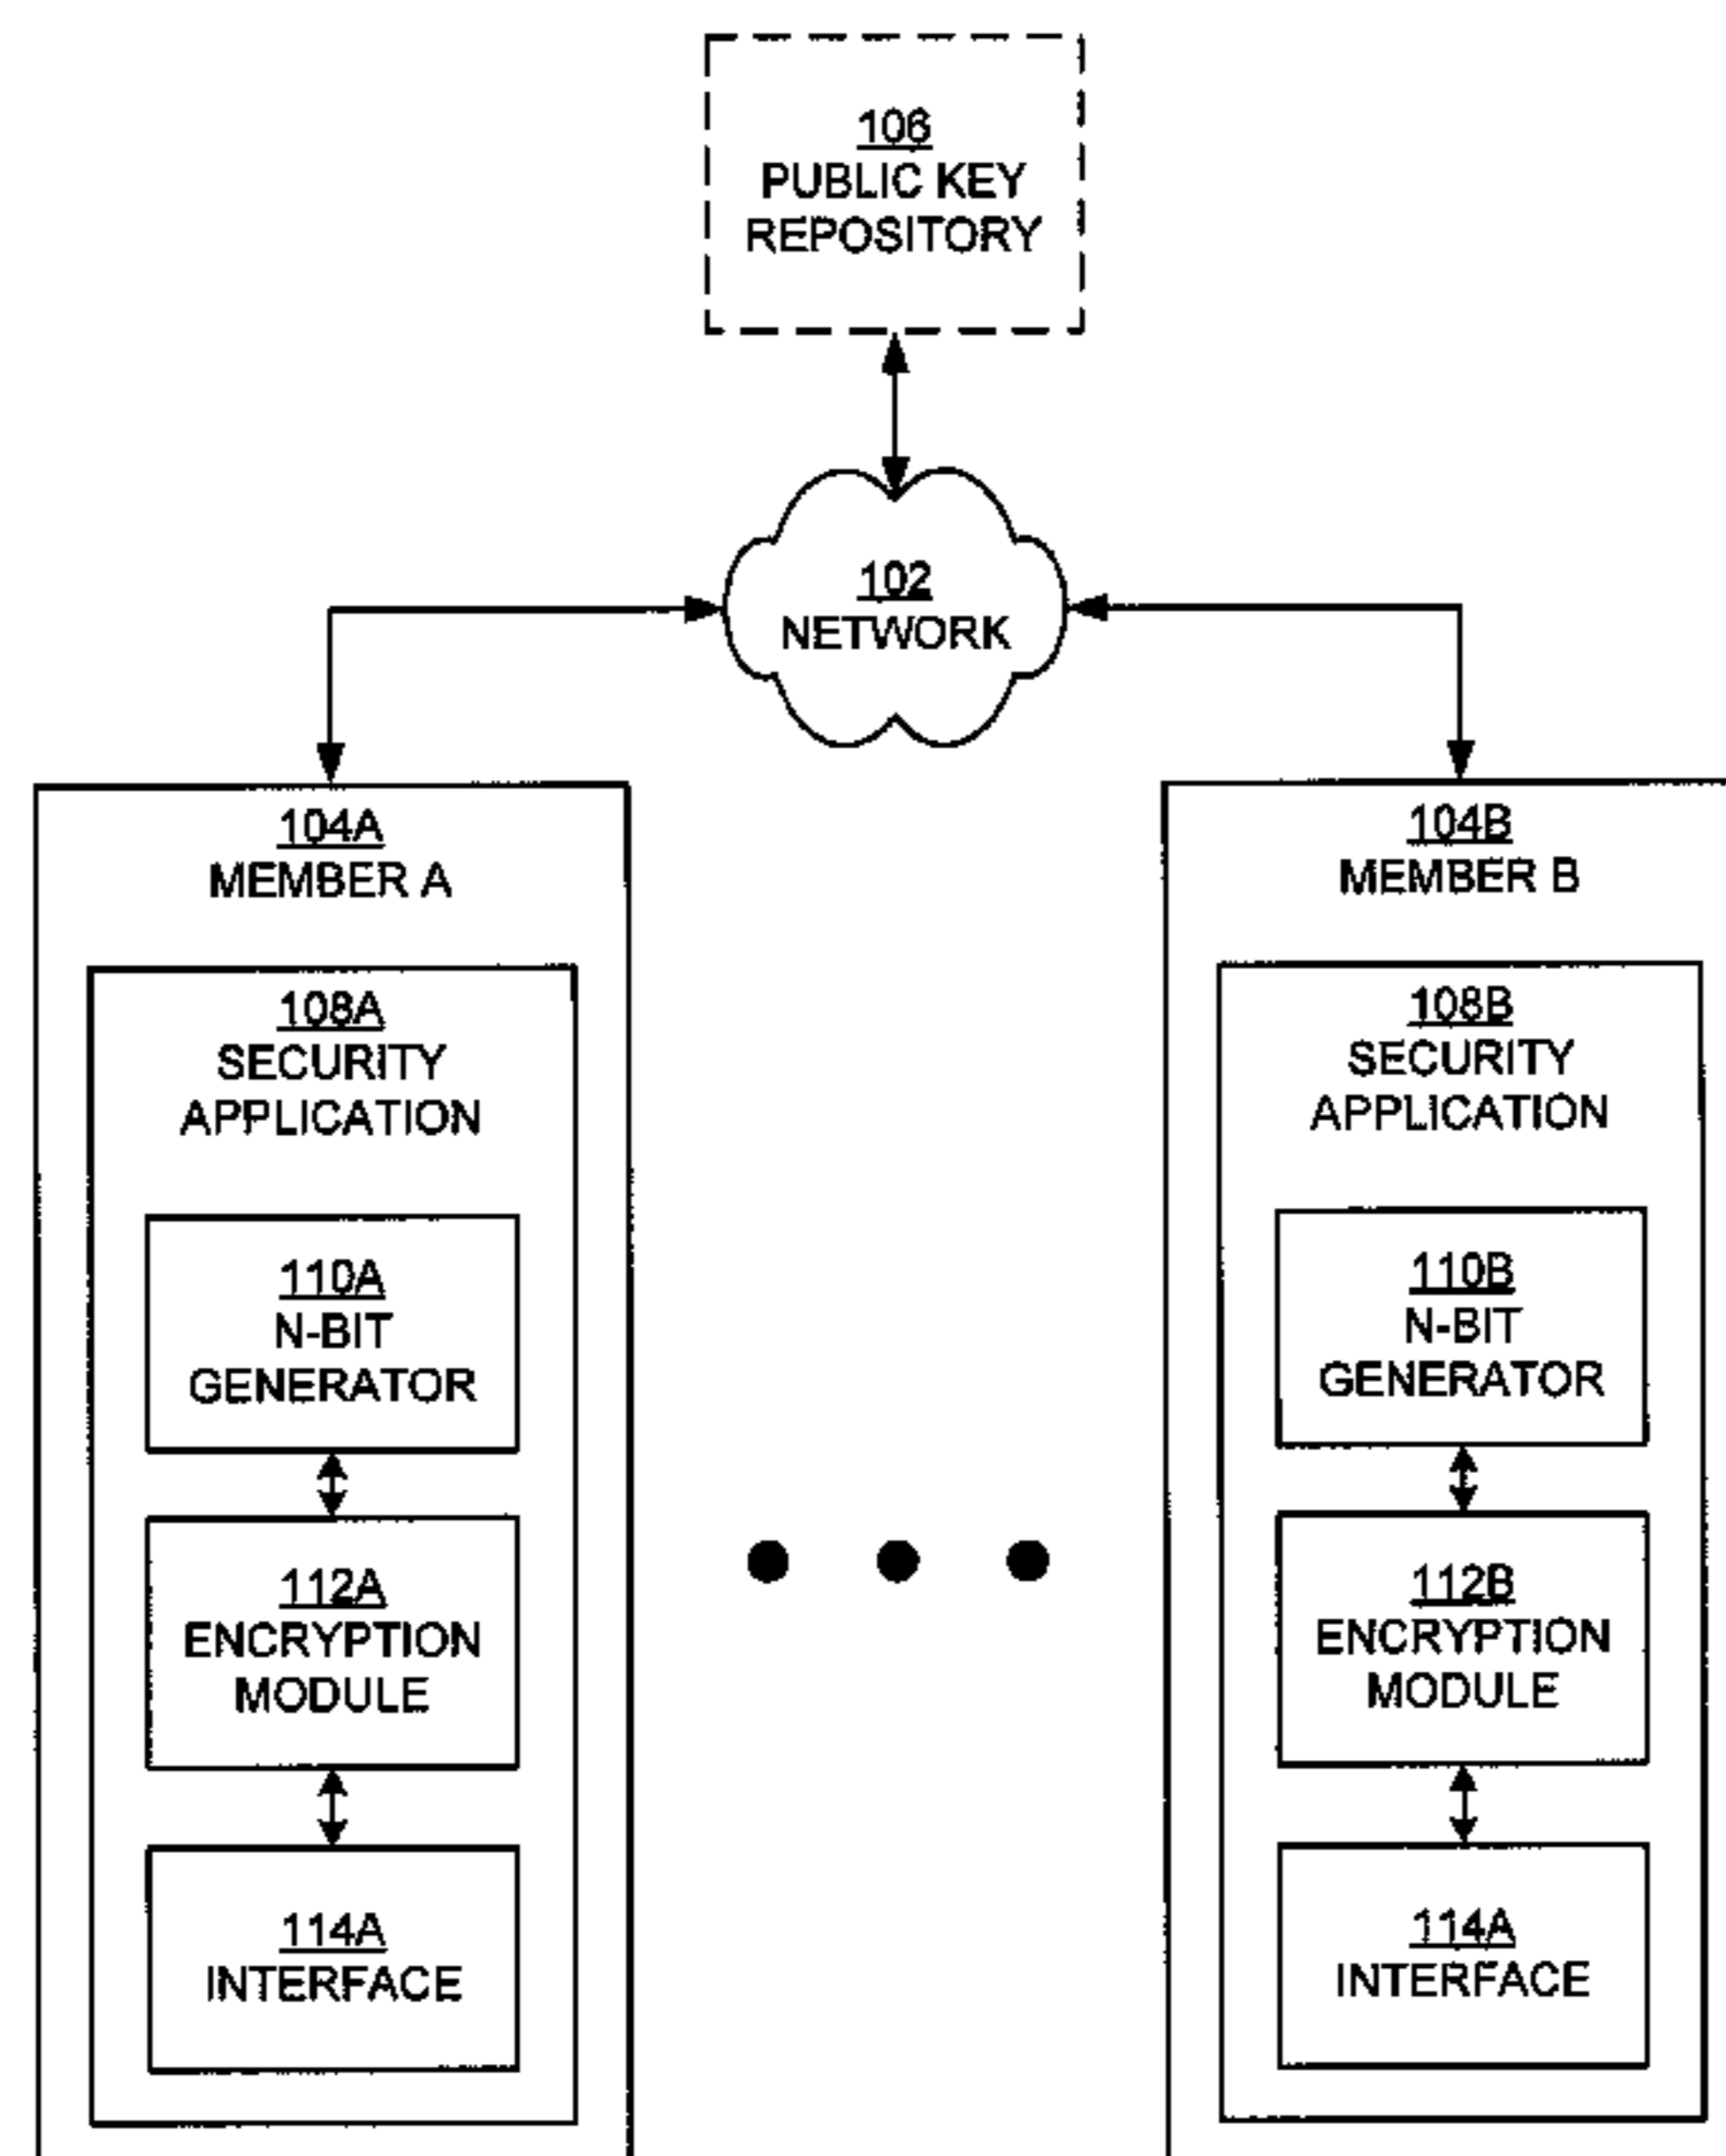 106
PUBLIC KEY
REPOSITORY
102
NETWORK
104A
MEMBER A
108A
SECURITY
APPLICATION
110A
N-BIT
GENERATOR
112A
ENCRYPTION
MODULE
114A
INTERFACE
104B
MEMBER B
108B
SECURITY
APPLICATION
110B
N-BIT
GENERATOR
112B
ENCRYPTION
MODULE
114A
INTERFACE